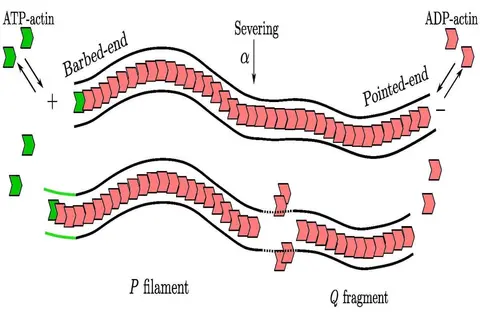 ATP-actin
Severing
ADP-actin
Barbed-end
α
Pointed-end
+
−
P filament
Q fragment